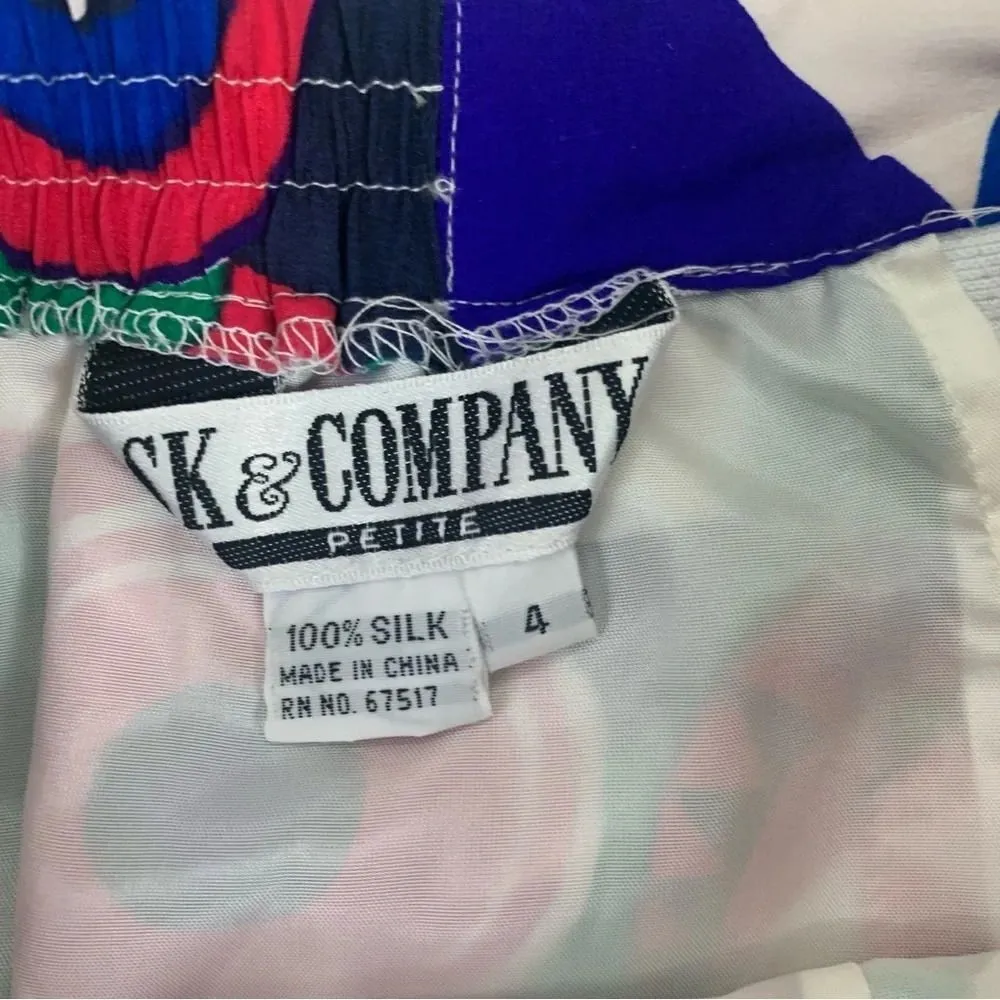 SK & COMPANY
PETITE
100% SILK
MADE IN CHINA
RN NO. 67517
4